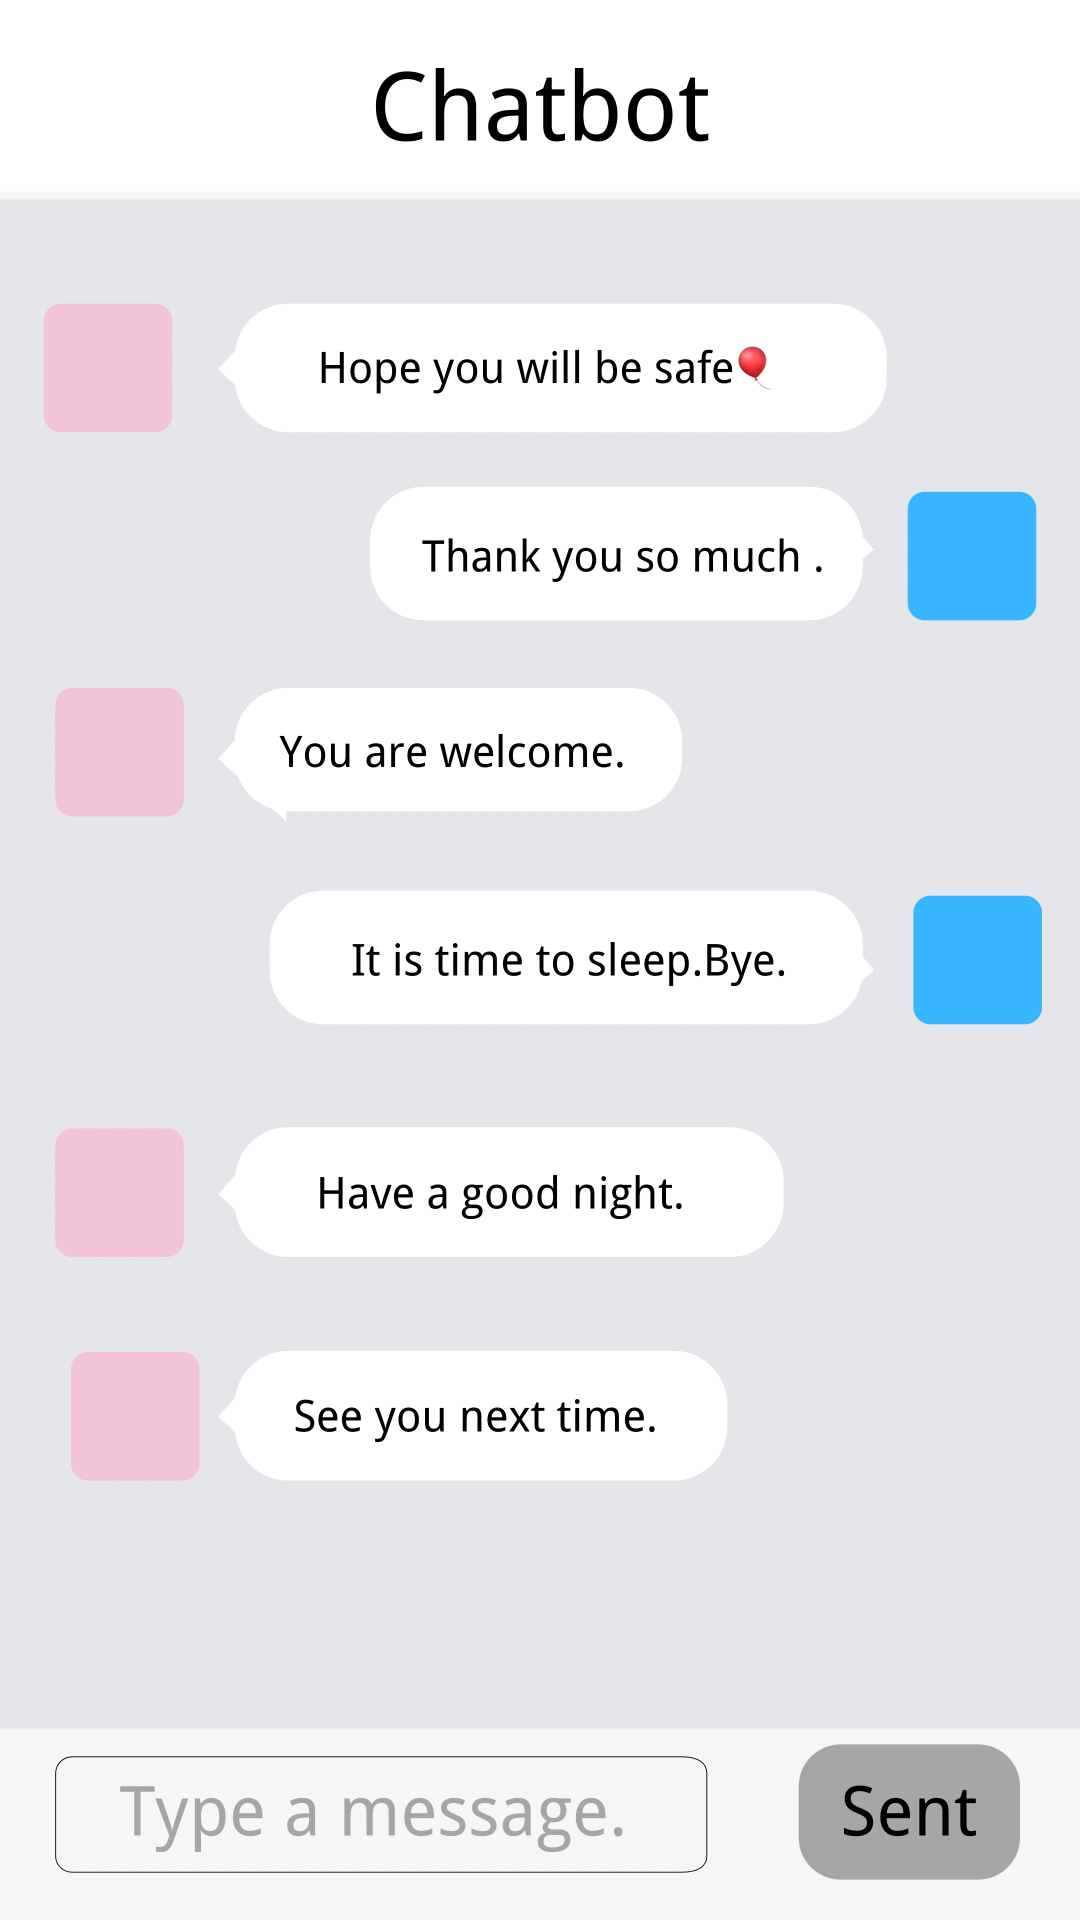 Chatbot
Hope you will be safe🎈
Thank you so much .
You are welcome.
It is time to sleep.Bye.
Have a good night.
See you next time.
Type a message.
Sent